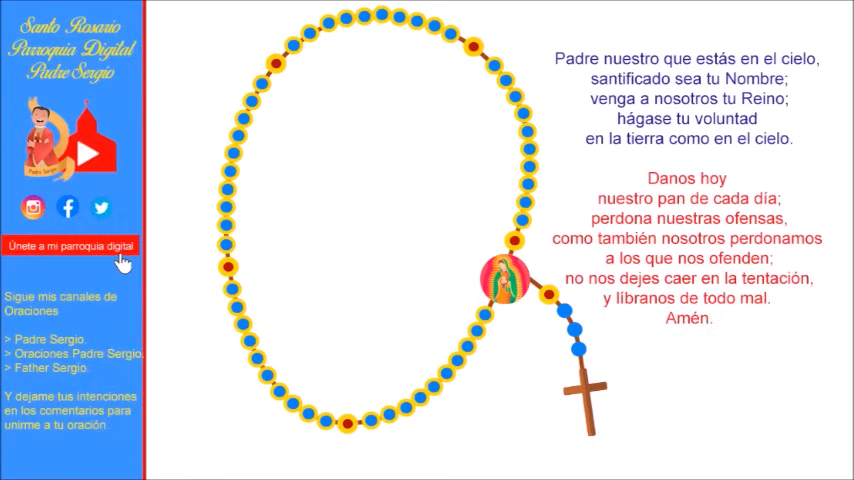 Santo Rosario
Parroquia Digital
Padre Sergio
Padre Sergio
Únete a mi parroquia digital
Sigue mis canales de
Oraciones
> Padre Sergio.
> Oraciones Padre Sergio.
> Father Sergio.
Y dejame tus intenciones
en los comentarios para
unirme a tu oración.
Padre nuestro que estás en el cielo,
santificado sea tu Nombre;
venga a nosotros tu Reino;
hágase tu voluntad
en la tierra como en el cielo.
Danos hoy
nuestro pan de cada día;
perdona nuestras ofensas,
como también nosotros perdonamos
a los que nos ofenden;
no nos dejes caer en la tentación,
y líbranos de todo mal.
Amén.